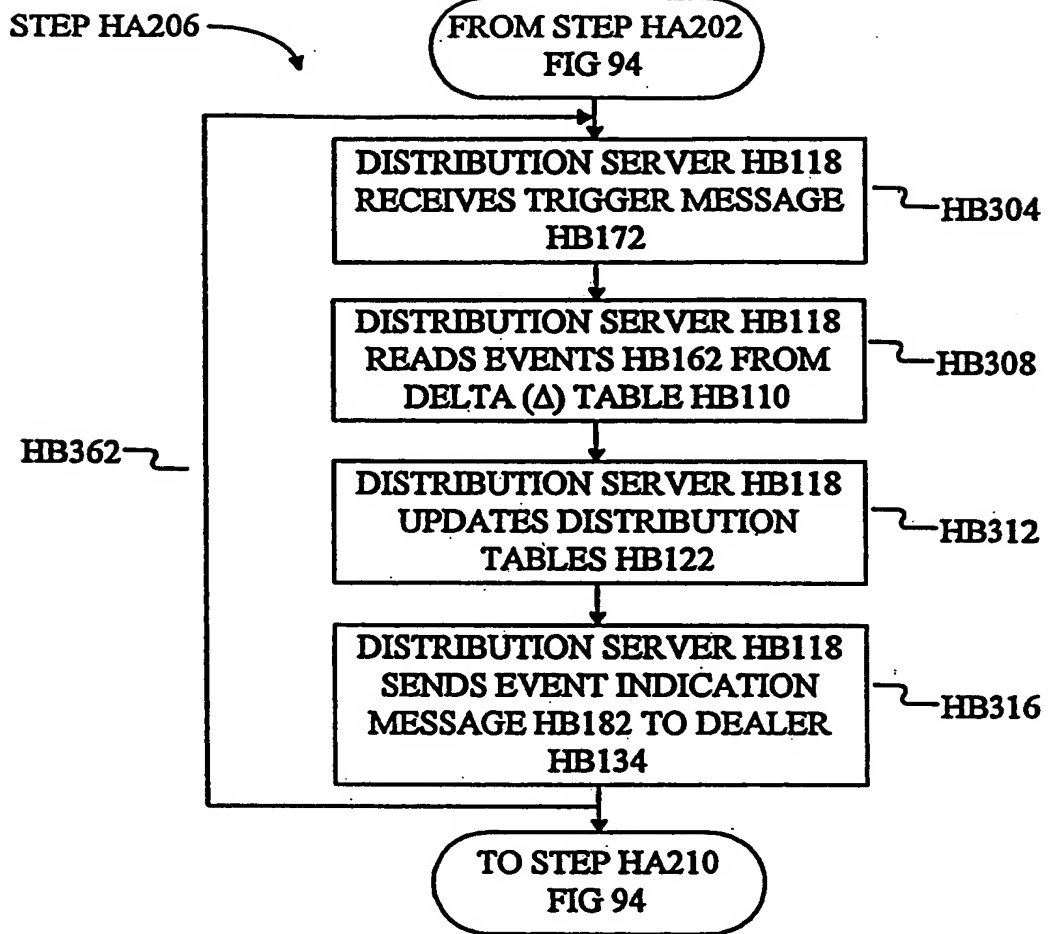 STEP HA206
FROM STEP HA202
FIG 94
DISTRIBUTION SERVER HB118
RECEIVES TRIGGER MESSAGE
HB172
HB304
DISTRIBUTION SERVER HB118
READS EVENTS HB162 FROM
DELTA (Δ) TABLE HB110
HB308
HB362
DISTRIBUTION SERVER HB118
UPDATES DISTRIBUTION
TABLES HB122
HB312
DISTRIBUTION SERVER HB118
SENDS EVENT INDICATION
MESSAGE HB182 TO DEALER
HB134
HB316
TO STEP HA210
FIG 94